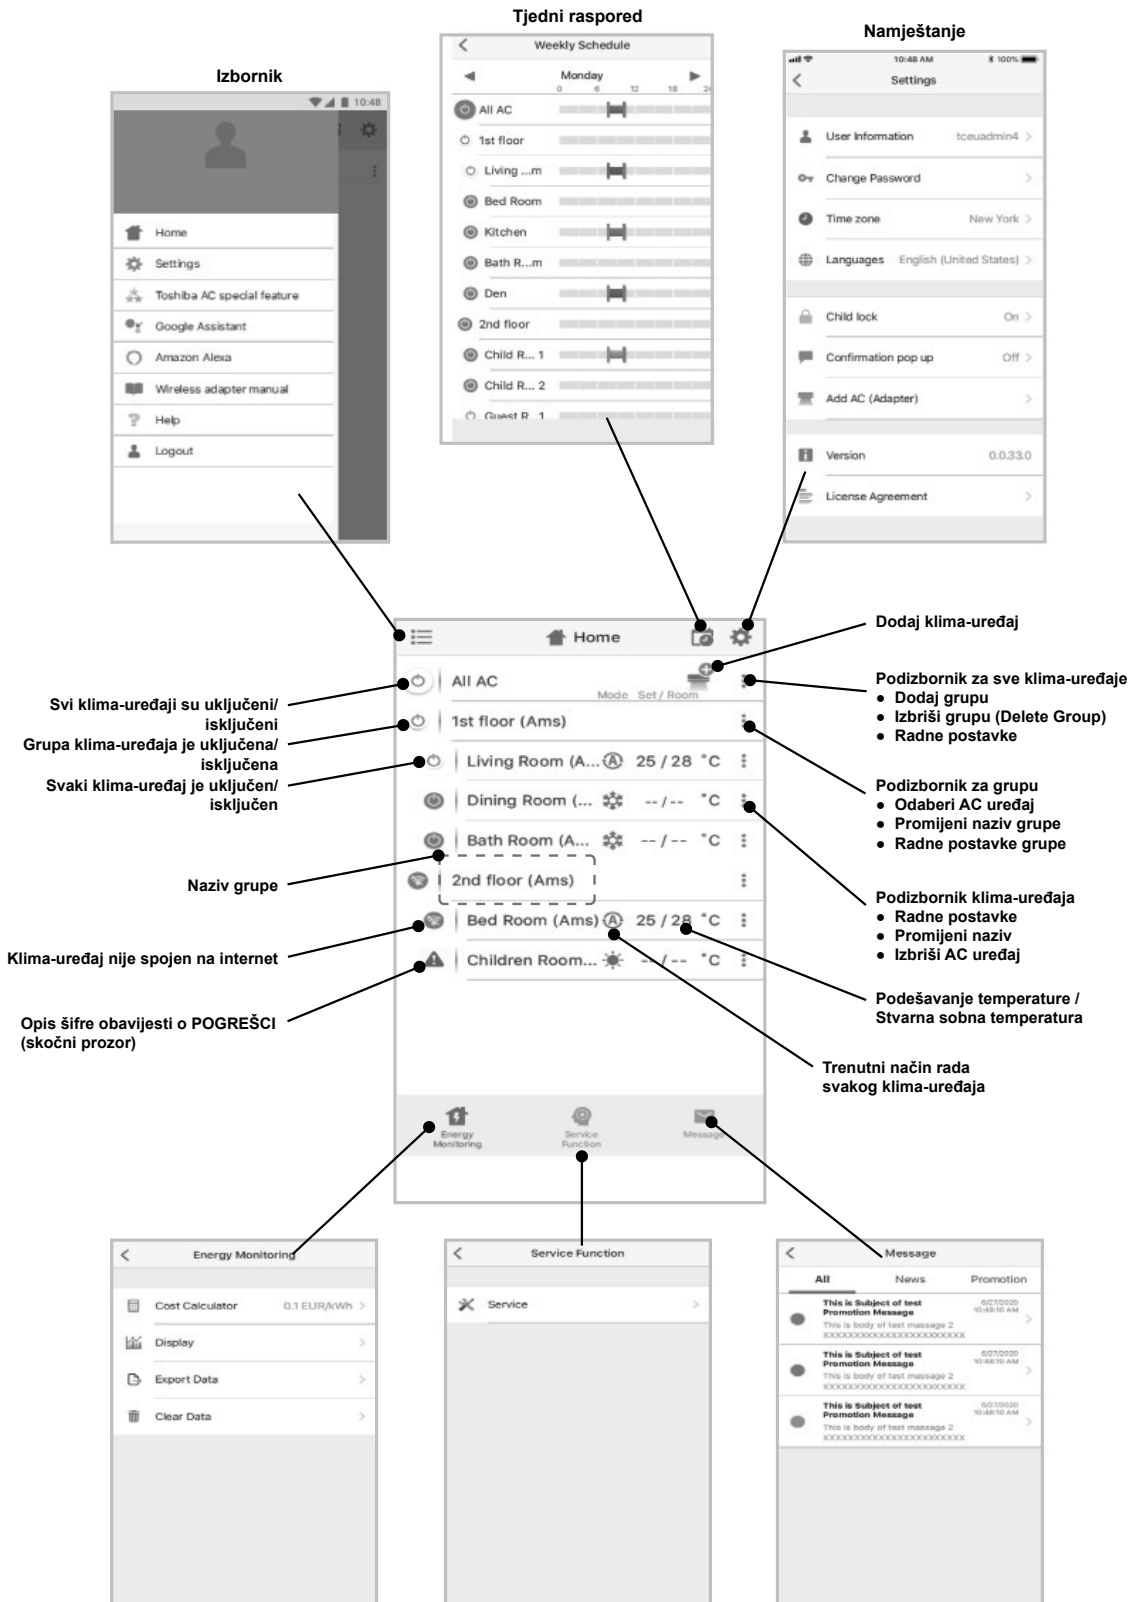 Tjedni raspored
Weekly Schedule
Monday
0 6 12 18 24
All AC
1st floor
Living ...m
Bed Room
Kitchen
Bath R...m
Den
2nd floor
Child R... 1
Child R... 2
Guest R...1
Namještanje
10:48 AM
100%
Settings
User Information tceuadmin4
Change Password
Time zone New York
Languages English (United States)
Child lock On
Confirmation pop up Off
Add AC (Adapter)
Version 0.0.33.0
License Agreement
Izbornik
10:48
Home
Settings
Toshiba AC special feature
Google Assistant
Amazon Alexa
Wireless adapter manual
Help
Logout
Home
All AC
Mode Set / Room
1st floor (Ams)
Living Room (A... A 25 / 28 °C
Dining Room (... -- / -- °C
Bath Room (A... -- / -- °C
2nd floor (Ams)
Bed Room (Ams) A 25 / 28 °C
Children Room... -- / -- °C
Energy
Monitoring
Service
Function
Message
Svi klima-uređaji su uključeni/
isključeni
Grupa klima-uređaja je uključena/
isključena
Svaki klima-uređaj je uključen/
isključen
Naziv grupe
Klima-uređaj nije spojen na internet
Opis šifre obavijesti o POGREŠCI
(skočni prozor)
Dodaj klima-uređaj
Podizbornik za sve klima-uređaje
● Dodaj grupu
● Izbriši grupu (Delete Group)
● Radne postavke
Podizbornik za grupu
● Odaberi AC uređaj
● Promijeni naziv grupe
● Radne postavke grupe
Podizbornik klima-uređaja
● Radne postavke
● Promijeni naziv
● Izbriši AC uređaj
Podešavanje temperature /
Stvarna sobna temperatura
Trenutni način rada
svakog klima-uređaja
Energy Monitoring
Cost Calculator 0.1 EUR/kWh
Display
Export Data
Clear Data
Service Function
Service
Message
All News Promotion
This is Subject of test 6/27/2020
Promotion Message 10:48:10 AM
This is body of test massage 2
XXXXXXXXXXXXXXXXXXXXXXX
This is Subject of test 6/27/2020
Promotion Message 10:48:10 AM
This is body of test massage 2
XXXXXXXXXXXXXXXXXXXXXXX
This is Subject of test 6/27/2020
Promotion Message 10:48:10 AM
This is body of test massage 2
XXXXXXXXXXXXXXXXXXXXXXX